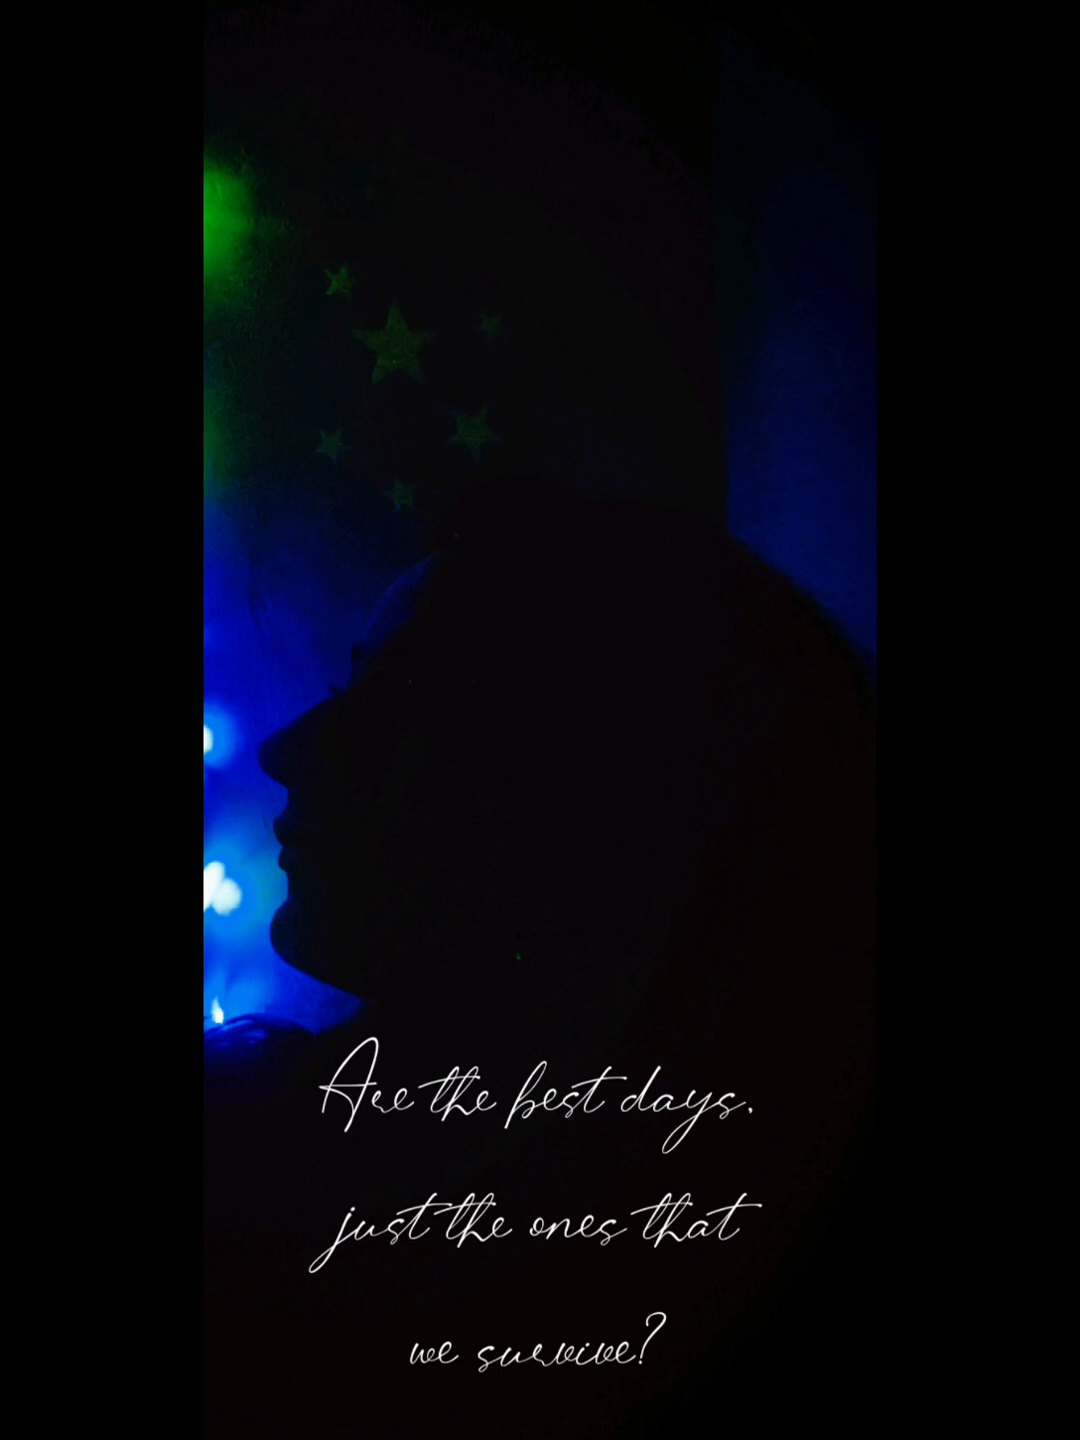 Are the best days,
just the ones that
we survive?